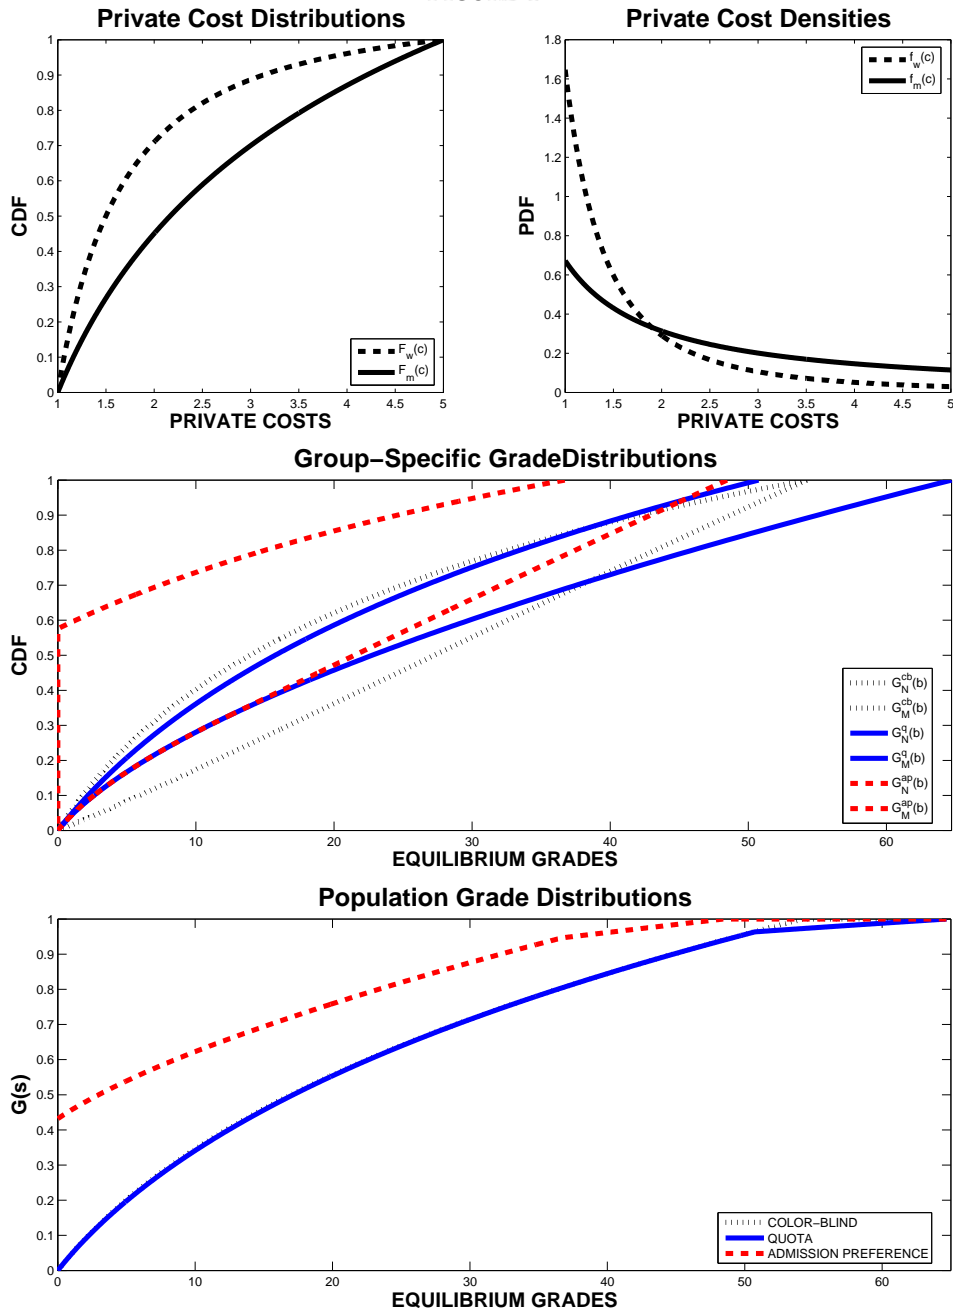 Private Cost Distributions
CDF
1
0.9
0.8
0.7
0.6
0.5
0.4
0.3
0.2
0.1
0
1 1.5 2 2.5 3 3.5 4 4.5 5
PRIVATE COSTS
F_w(c)
F_m(c)
Private Cost Densities
PDF
1.8
1.6
1.4
1.2
1
0.8
0.6
0.4
0.2
0
1 1.5 2 2.5 3 3.5 4 4.5 5
PRIVATE COSTS
f_w(c)
f_m(c)
Group-Specific GradeDistributions
CDF
1
0.9
0.8
0.7
0.6
0.5
0.4
0.3
0.2
0.1
0
0 10 20 30 40 50 60
EQUILIBRIUM GRADES
G_N^cb(b)
G_M^cb(b)
G_N^q(b)
G_M^q(b)
G_N^ap(b)
G_M^ap(b)
Population Grade Distributions
G(s)
1
0.9
0.8
0.7
0.6
0.5
0.4
0.3
0.2
0.1
0
0 10 20 30 40 50 60
EQUILIBRIUM GRADES
COLOR-BLIND
QUOTA
ADMISSION PREFERENCE